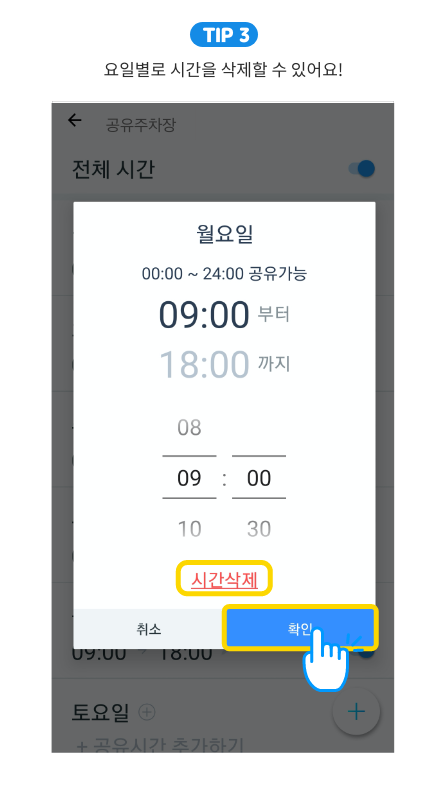 TIP 3
요일별로 시간을 삭제할 수 있어요!
공유주차장
전체 시간
월요일
00:00 ~ 24:00 공유가능
09:00 부터
18:00 까지
08
09 : 00
10 30
시간삭제
취소 확인
09:00 ~ 18:00
토요일
+ 공유시간 추가하기